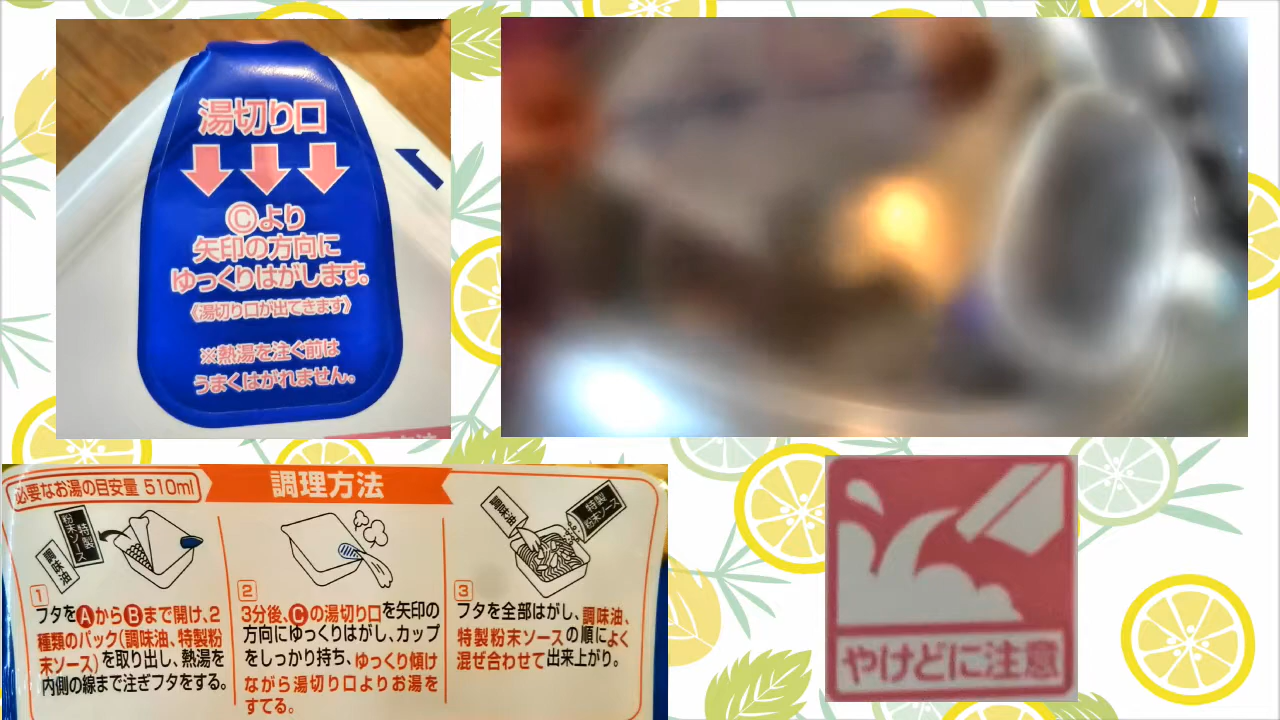 湯切り口
Ⓒより
矢印の方向に
ゆっくりはがします。
《湯切り口が出てきます》
※熱湯を注ぐ前は
うまくはがれません。
必要なお湯の目安量 510ml
調理方法
特製
粉末ソース
調味油
調味油
特製
粉末ソース
1
フタをⒶからⒷまで開け、2
種類のパック(調味油、特製粉
末ソース)を取り出し、熱湯を
内側の線まで注ぎフタをする。
2
3分後、Ⓒの湯切り口を矢印の
方向にゆっくりはがし、カップ
をしっかり持ち、ゆっくり傾け
ながら湯切り口よりお湯を
すてる。
3
フタを全部はがし、調味油、
特製粉末ソースの順によく
混ぜ合わせて出来上がり。
やけどに注意